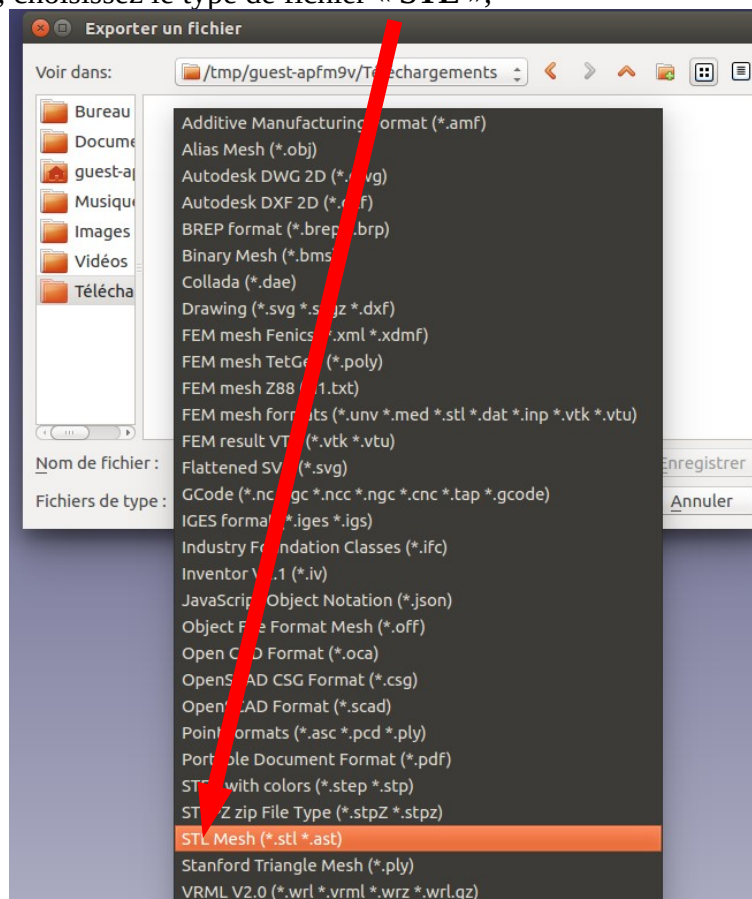 choisissez le type de fichier « STL »,
Exporter un fichier
Voir dans:
/tmp/guest-apfm9v/Téléchargements
Bureau
Docume
guest-a
Musiqu
Images
Vidéos
Télécha
Additive Manufacturing Format (*.amf)
Alias Mesh (*.obj)
Autodesk DWG 2D (*.dwg)
Autodesk DXF 2D (*.dxf)
BREP format (*.brep *.brp)
Binary Mesh (*.bms)
Collada (*.dae)
Drawing (*.svg *.svgz *.dxf)
FEM mesh Fenics (*.xml *.xdmf)
FEM mesh TetGen (*.poly)
FEM mesh Z88 (*1.txt)
FEM mesh formats (*.unv *.med *.stl *.dat *.inp *.vtk *.vtu)
FEM result VTK (*.vtk *.vtu)
Flattened SVG (*.svg)
GCode (*.nc *.gc *.ncc *.ngc *.cnc *.tap *.gcode)
IGES format (*.iges *.igs)
Industry Foundation Classes (*.ifc)
Inventor V2.1 (*.iv)
JavaScript Object Notation (*.json)
Object File Format Mesh (*.off)
Open CAD Format (*.oca)
OpenSCAD CSG Format (*.csg)
OpenSCAD Format (*.scad)
Point formats (*.asc *.pcd *.ply)
Portable Document Format (*.pdf)
STEP with colors (*.step *.stp)
STEPZ zip File Type (*.stpZ *.stpz)
STL Mesh (*.stl *.ast)
Stanford Triangle Mesh (*.ply)
VRML V2.0 (*.wrl *.vrml *.wrz *.wrl.gz)
Nom de fichier :
Enregistrer
Fichiers de type :
Annuler